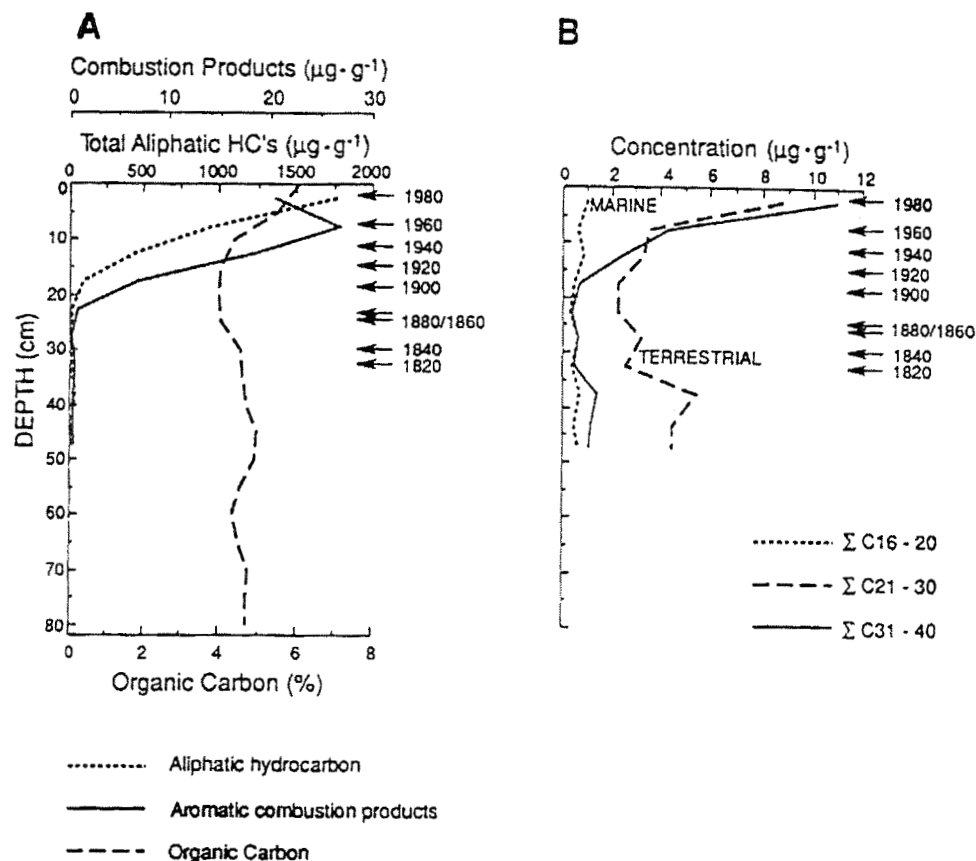 A
Combustion Products (µg·g-1)
0 10 20 30
Total Aliphatic HC's (µg·g-1)
0 500 1000 1500 2000
0
10
20
30
40
50
60
70
80
DEPTH (cm)
1980
1960
1940
1920
1900
1880/1860
1840
1820
0 2 4 6 8
Organic Carbon (%)
Aliphatic hydrocarbon
Aromatic combustion products
Organic Carbon
B
Concentration (µg·g-1)
0 2 4 6 8 10 12
MARINE
TERRESTRIAL
1980
1960
1940
1920
1900
1880/1860
1840
1820
Σ C16 - 20
Σ C21 - 30
Σ C31 - 40